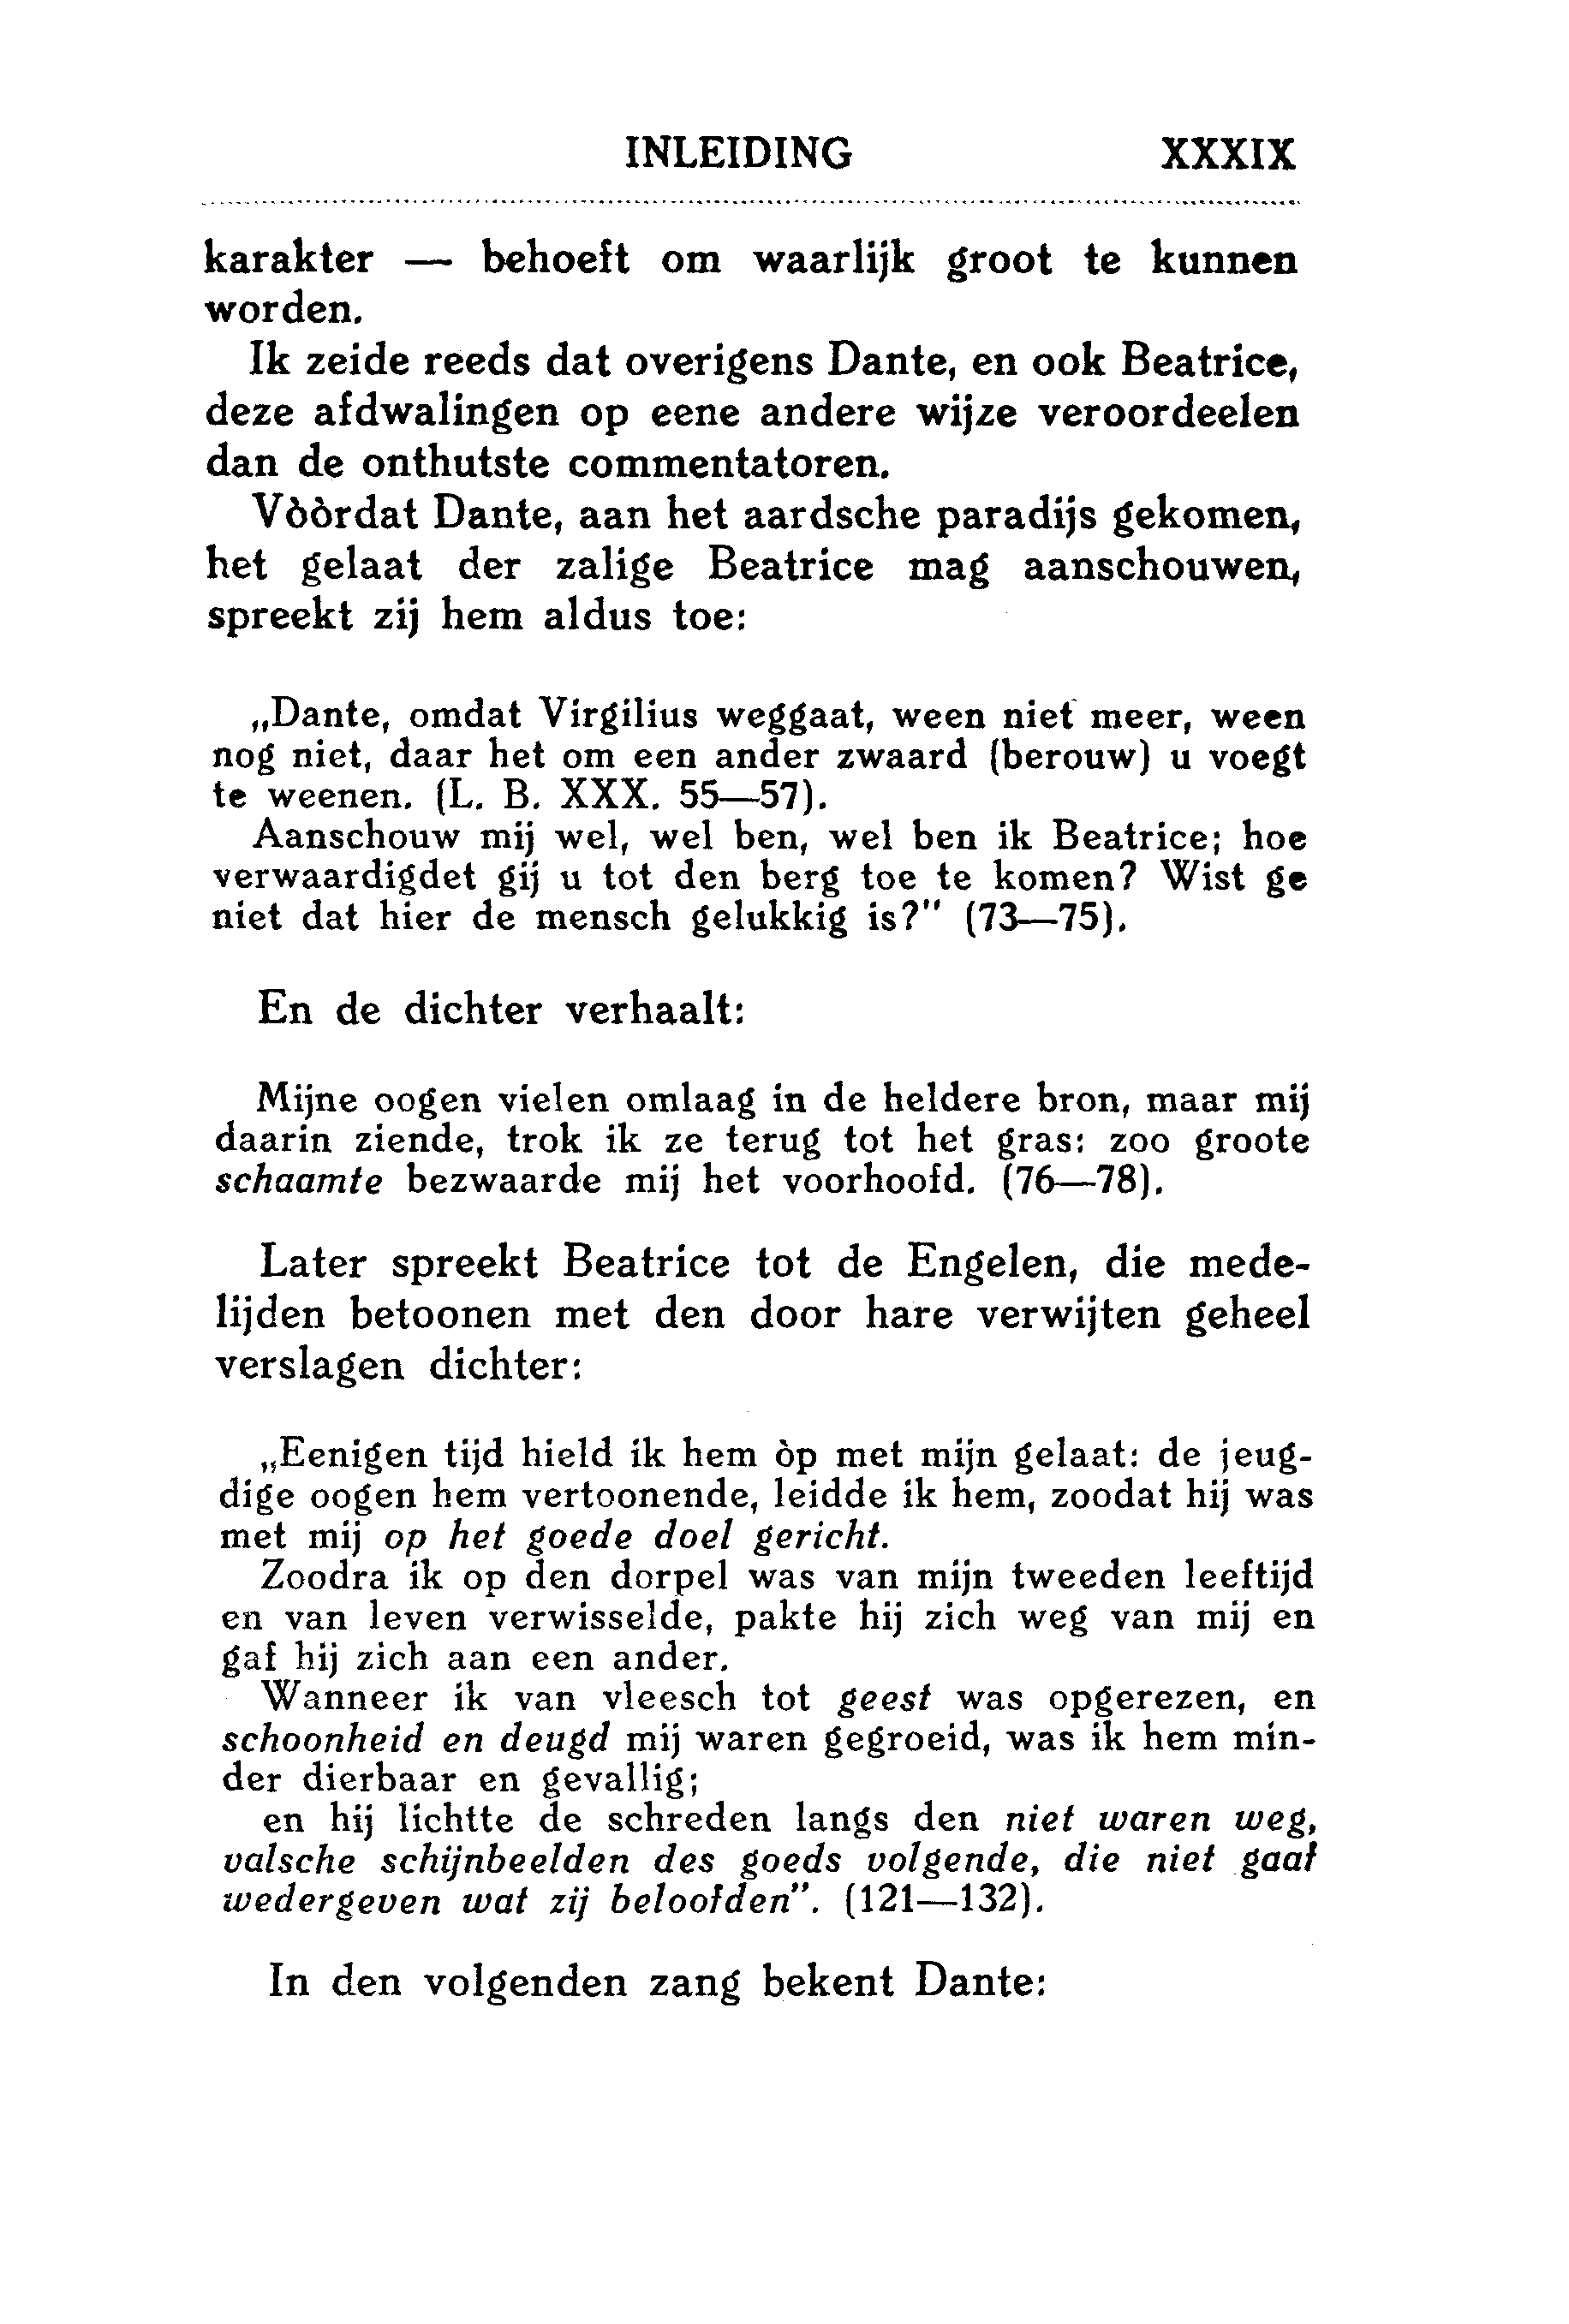 INLEIDING XXXIX
karakter — behoeft om waarlijk groot te kunnen
worden.
Ik zeide reeds dat overigens Dante, en ook Beatrice,
deze afdwalingen op eene andere wijze veroordeelen
dan de onthutste commentatoren.
Vòòrdat Dante, aan het aardsche paradijs gekomen,
het gelaat der zalige Beatrice mag aanschouwen,
spreekt zij hem aldus toe:
„Dante, omdat Virgilius weggaat, ween niet meer, ween
nog niet, daar het om een ander zwaard (berouw) u voegt
te weenen. (L. B. XXX. 55—57).
Aanschouw mij wel, wel ben, wel ben ik Beatrice; hoe
verwaardigdet gij u tot den berg toe te komen? Wist ge
niet dat hier de mensch gelukkig is?" (73—75).
En de dichter verhaalt:
Mijne oogen vielen omlaag in de heldere bron, maar mij
daarin ziende, trok ik ze terug tot het gras: zoo groote
schaamte bezwaarde mij het voorhoofd. (76—78).
Later spreekt Beatrice tot de Engelen, die mede-
lijden betoonen met den door hare verwijten geheel
verslagen dichter:
„Eenigen tijd hield ik hem òp met mijn gelaat: de jeug-
dige oogen hem vertoonende, leidde ik hem, zoodat hij was
met mij op het goede doel gericht.
Zoodra ik op den dorpel was van mijn tweeden leeftijd
en van leven verwisselde, pakte hij zich weg van mij en
gaf hij zich aan een ander.
Wanneer ik van vleesch tot geest was opgerezen, en
schoonheid en deugd mij waren gegroeid, was ik hem min-
der dierbaar en gevallig;
en hij lichtte de schreden langs den niet waren weg,
valsche schijnbeelden des goeds volgende, die niet gaaf
wedergeven wat zij beloofden”. (121—132).
In den volgenden zang bekent Dante: